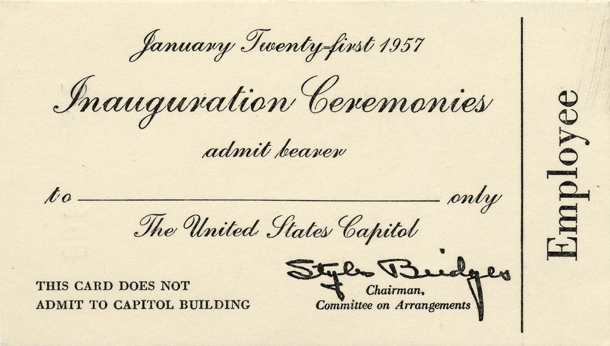 January Twenty-first 1957
Inauguration Ceremonies
admit bearer
to only
The United States Capitol
THIS CARD DOES NOT
ADMIT TO CAPITOL BUILDING
Styles Bridges
Chairman,
Committee on Arrangements
Employee